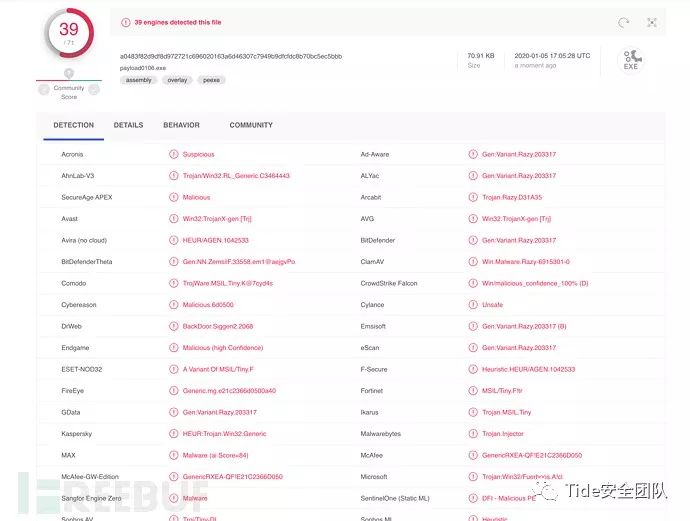 39
/ 71
39 engines detected this file
Community
Score
a0483f82d9df8d972721c696020163a6d46307c7949b9dfcfdc8b70bc5ec5bbb
payload0106.exe
assembly overlay peexe
70.91 KB
Size
2020-01-05 17:05:28 UTC
a moment ago
EXE
DETECTION DETAILS BEHAVIOR COMMUNITY
Acronis Suspicious Ad-Aware Gen:Variant.Razy.203317
AhnLab-V3 Trojan/Win32.RL_Generic.C3464443 ALYac Gen:Variant.Razy.203317
SecureAge APEX Malicious Arcabit Trojan.Razy.D31A35
Avast Win32:TrojanX-gen [Trj] AVG Win32:TrojanX-gen [Trj]
Avira (no cloud) HEUR/AGEN.1042533 BitDefender Gen:Variant.Razy.203317
BitDefenderTheta Gen:NN.ZemsilF.33558.em1@aejgvPo ClamAV Win.Malware.Razy-6915301-0
Comodo TrojWare.MSIL.Tiny.K@7cyd4s CrowdStrike Falcon Win/malicious_confidence_100% (D)
Cybereason Malicious.6d0500 Cylance Unsafe
DrWeb BackDoor.Siggen2.2068 Emsisoft Gen:Variant.Razy.203317 (B)
Endgame Malicious (high Confidence) eScan Gen:Variant.Razy.203317
ESET-NOD32 A Variant Of MSIL/Tiny.F F-Secure Heuristic.HEUR/AGEN.1042533
FireEye Generic.mg.e21c2366d0500a40 Fortinet MSIL/Tiny.F!tr
GData Gen:Variant.Razy.203317 Ikarus Trojan.MSIL.Tiny
Kaspersky HEUR:Trojan.Win32.Generic Malwarebytes Trojan.Injector
MAX Malware (ai Score=84) McAfee GenericRXEA-QF!E21C2366D050
McAfee-GW-Edition GenericRXEA-QF!E21C2366D050 Microsoft Trojan:Win32/Fuerboos.A!cl
Sangfor Engine Zero Malware SentinelOne (Static ML) DFI - Malicious PE
Sophos AV Troj/Tiny-DI Sophos ML Heuristic
FREEBUF
Tide安全团队